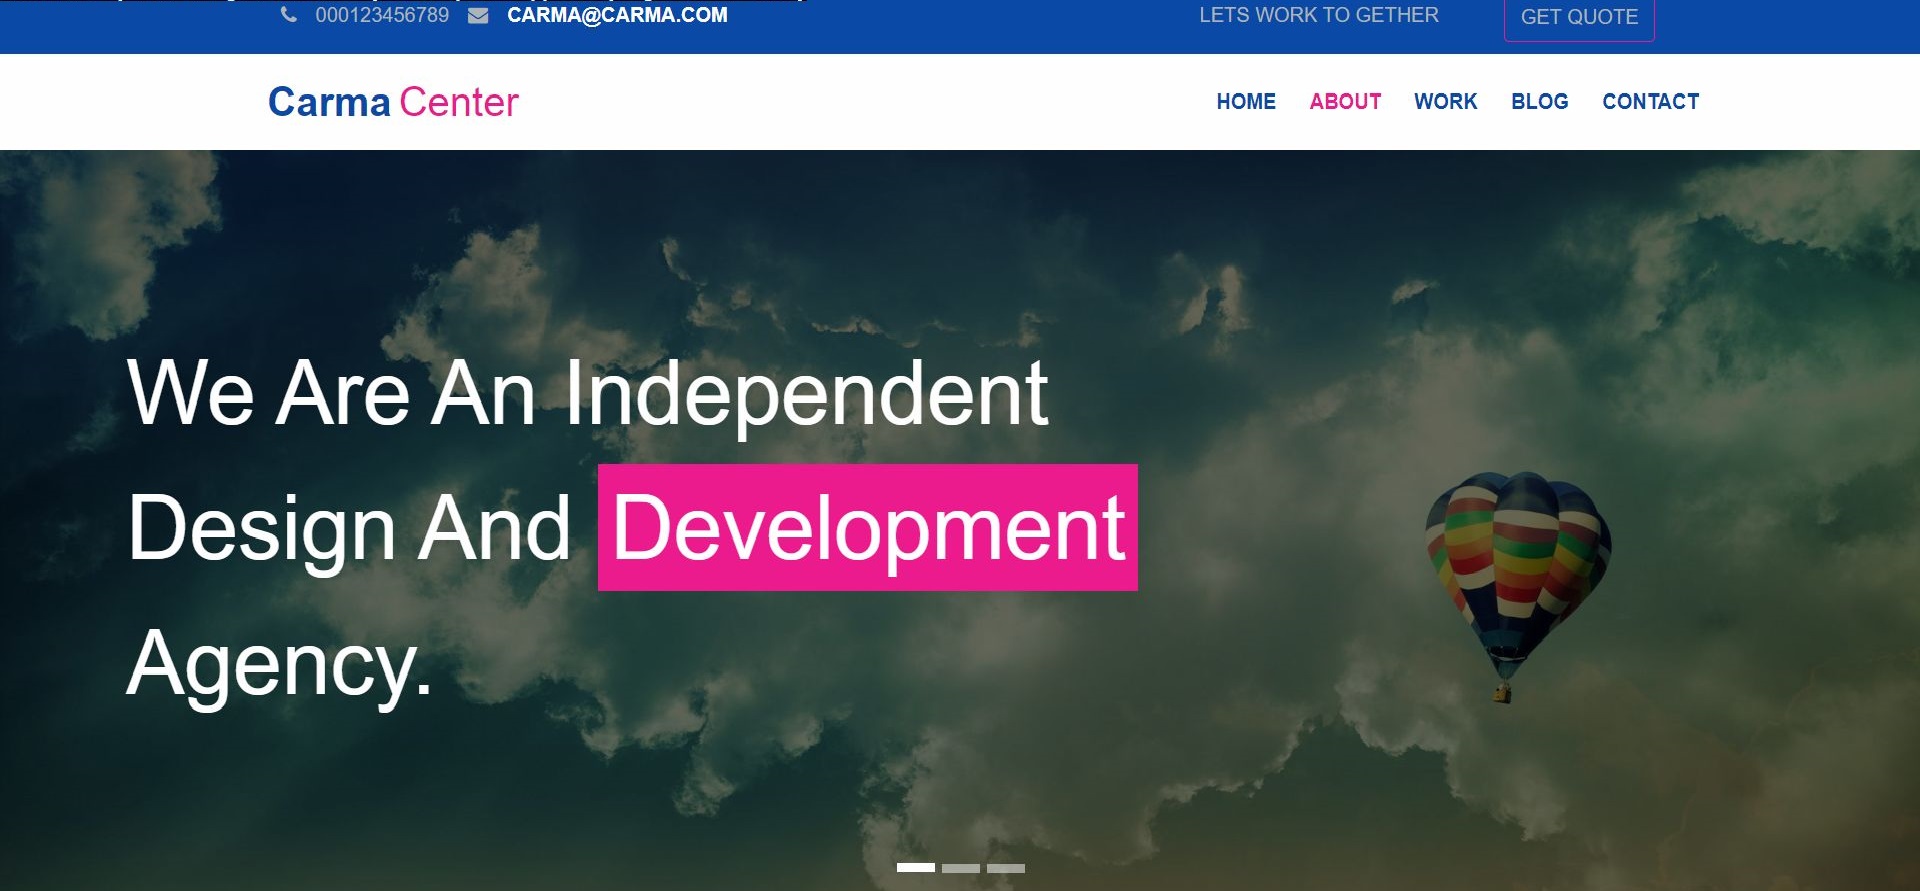 000123456789 CARMA@CARMA.COM LETS WORK TO GETHER GET QUOTE
Carma Center HOME ABOUT WORK BLOG CONTACT
We Are An Independent
Design And Development
Agency.